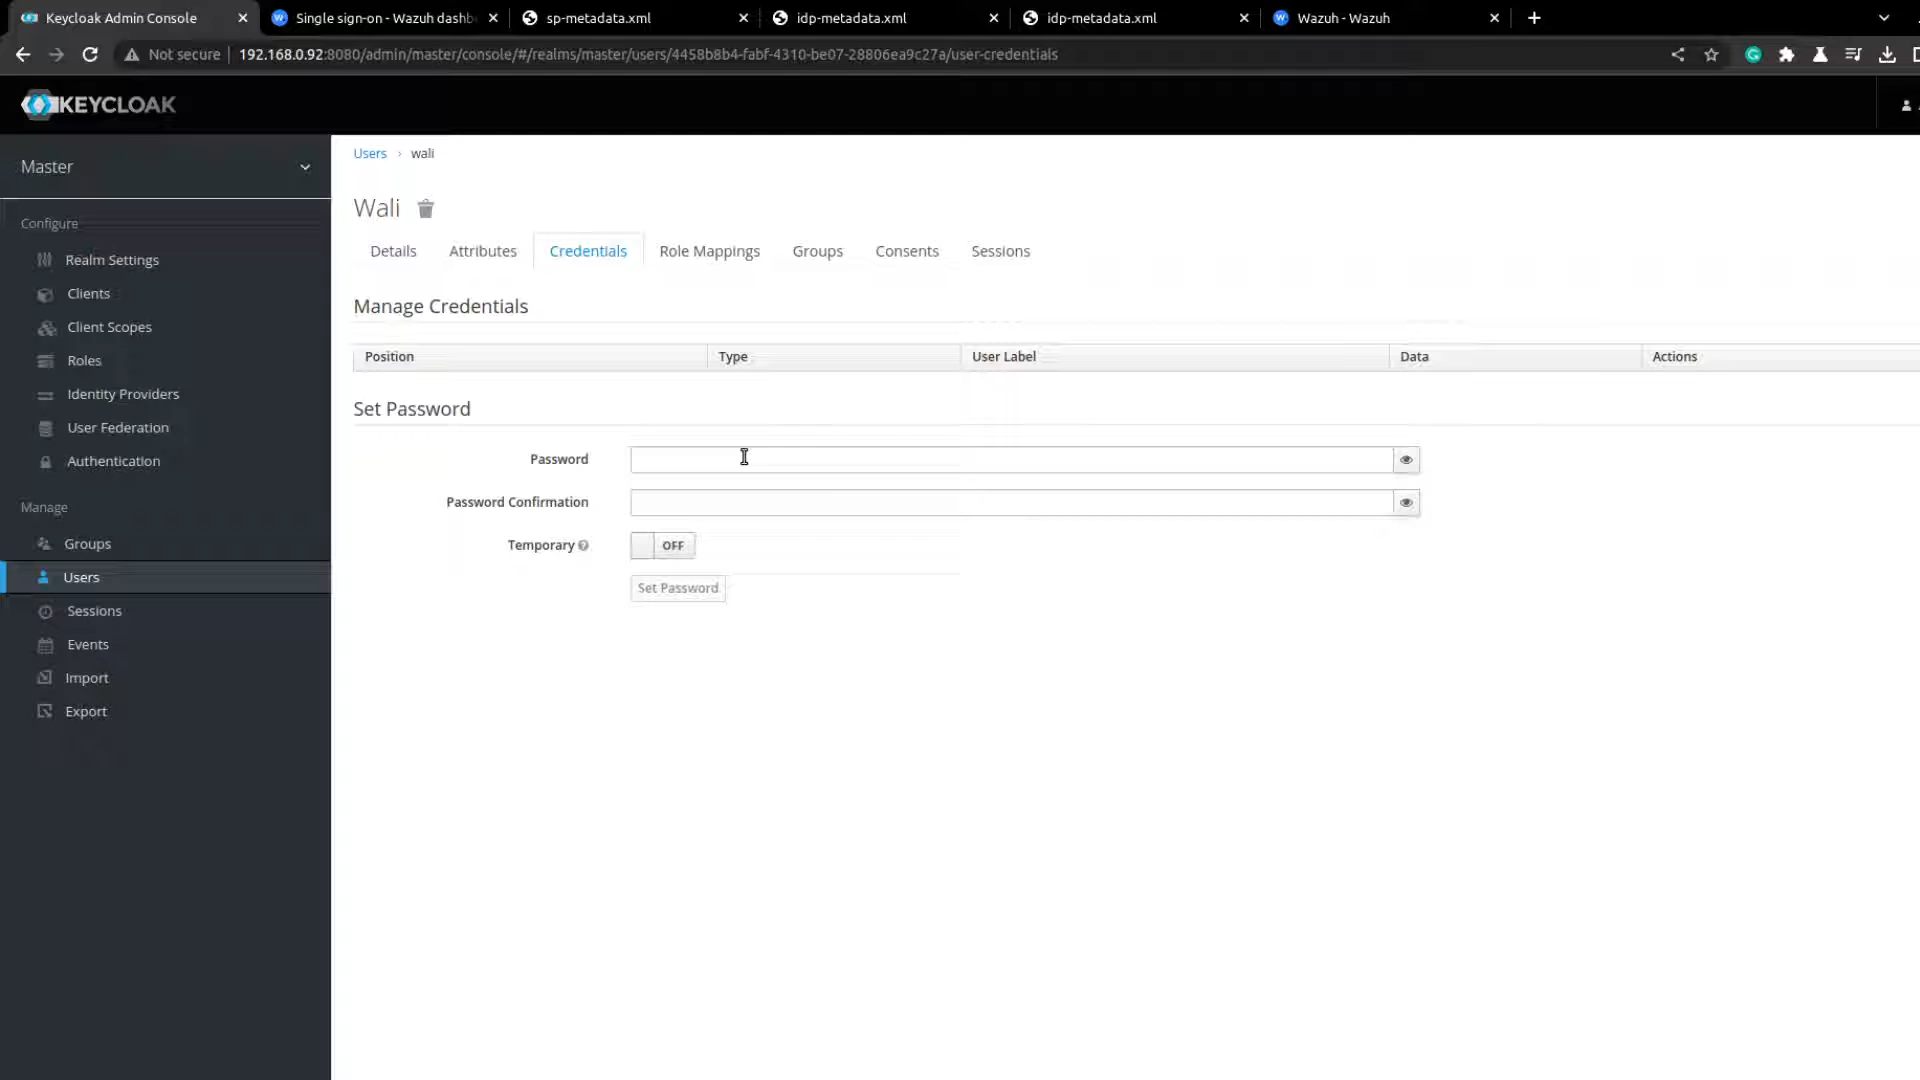 Keycloak Admin Console
Single sign-on - Wazuh dashb
sp-metadata.xml
idp-metadata.xml
idp-metadata.xml
Wazuh - Wazuh
Not secure
192.168.0.92:8080/admin/master/console/#/realms/master/users/4458b8b4-fabf-4310-be07-28806ea9c27a/user-credentials
KEYCLOAK
Master
Configure
Realm Settings
Clients
Client Scopes
Roles
Identity Providers
User Federation
Authentication
Manage
Groups
Users
Sessions
Events
Import
Export
Users > wali
Wali
Details Attributes Credentials Role Mappings Groups Consents Sessions
Manage Credentials
Position Type User Label Data Actions
Set Password
Password
Password Confirmation
Temporary OFF
Set Password